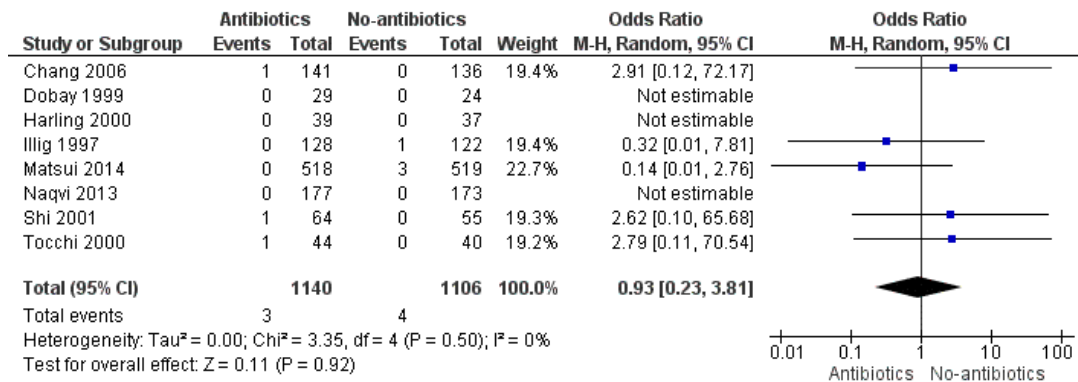 Antibiotics No-antibiotics Odds Ratio Odds Ratio
Study or Subgroup Events Total Events Total Weight M-H, Random, 95% CI M-H, Random, 95% CI
Chang 2006 1 141 0 136 19.4% 2.91 [0.12, 72.17]
Dobay 1999 0 29 0 24 Not estimable
Harling 2000 0 39 0 37 Not estimable
Illig 1997 0 128 1 122 19.4% 0.32 [0.01, 7.81]
Matsui 2014 0 518 3 519 22.7% 0.14 [0.01, 2.76]
Naqvi 2013 0 177 0 173 Not estimable
Shi 2001 1 64 0 55 19.3% 2.62 [0.10, 65.68]
Tocchi 2000 1 44 0 40 19.2% 2.79 [0.11, 70.54]
Total (95% CI) 1140 1106 100.0% 0.93 [0.23, 3.81]
Total events 3 4
Heterogeneity: Tau² = 0.00; Chi² = 3.35, df = 4 (P = 0.50); I² = 0%
Test for overall effect: Z = 0.11 (P = 0.92)
0.01 0.1 1 10 100
Antibiotics No-antibiotics